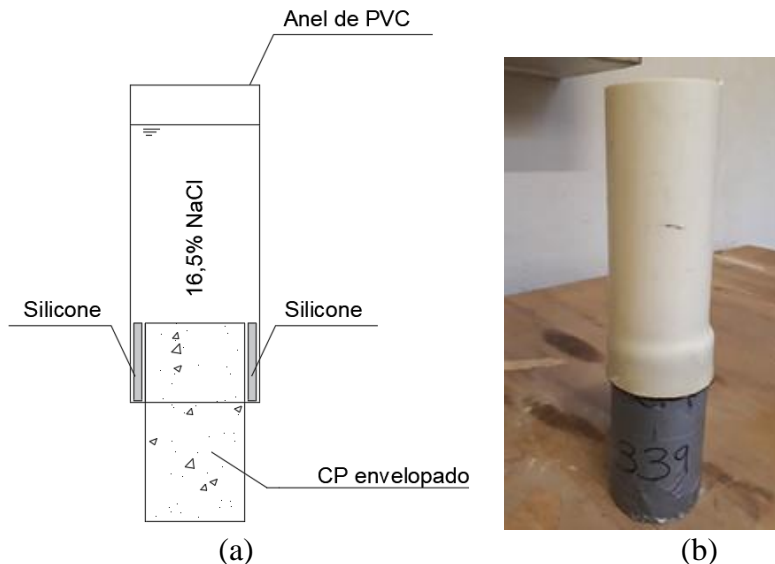 Anel de PVC
16,5% NaCl
Silicone
Silicone
CP envelopado
339
(a)
(b)